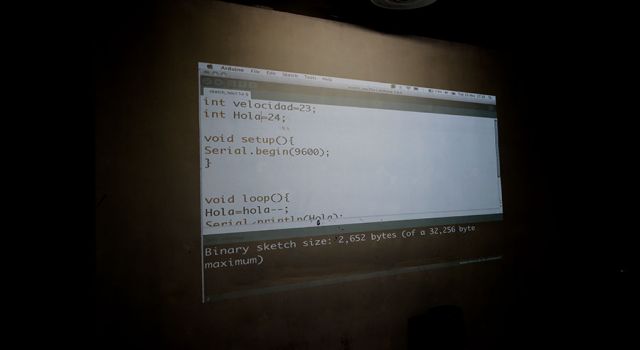 Arduino File Edit Sketch Tools Help
int velocidad=23;
int Hola=24;
void setup(){
Serial.begin(9600);
}
void loop(){
Hola=hola--;
Serial.println(Hola);
Binary sketch size: 2,652 bytes (of a 32,256 byte
maximum)